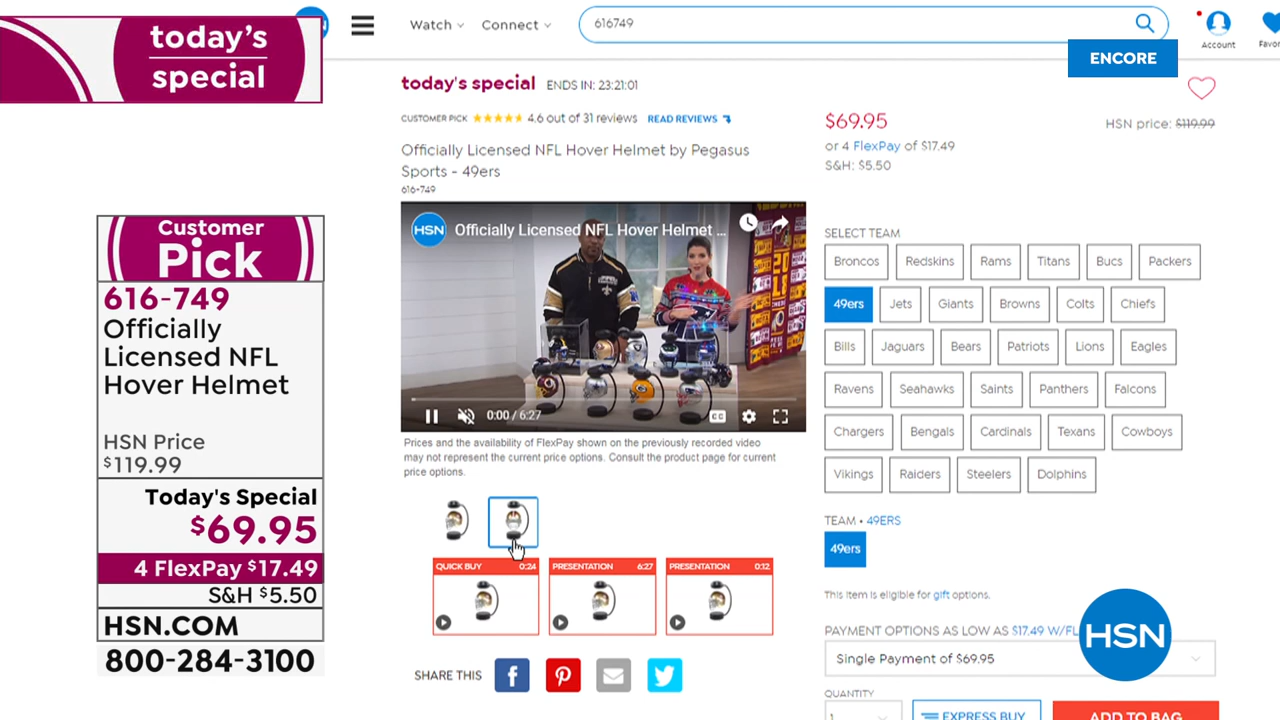 today's
special
Watch
Connect
616749
Account
ENCORE
Customer
Pick
616-749
Officially
Licensed NFL
Hover Helmet
HSN Price
$119.99
Today's Special
$69.95
4 FlexPay $17.49
S&H $5.50
HSN.COM
800-284-3100
today's special ENDS IN: 23:21:01
CUSTOMER PICK 4.6 out of 31 reviews READ REVIEWS
Officially Licensed NFL Hover Helmet by Pegasus
Sports - 49ers
616-749
HSN Officially Licensed NFL Hover Helmet ...
0:00 / 6:27
CC
Prices and the availability of FlexPay shown on the previously recorded video
may not represent the current price options. Consult the product page for current
price options.
QUICK BUY 0:24
PRESENTATION 6:27
PRESENTATION 0:12
SHARE THIS
$69.95
HSN price: $119.99
or 4 FlexPay of $17.49
S&H: $5.50
SELECT TEAM
Broncos Redskins Rams Titans Bucs Packers
49ers Jets Giants Browns Colts Chiefs
Bills Jaguars Bears Patriots Lions Eagles
Ravens Seahawks Saints Panthers Falcons
Chargers Bengals Cardinals Texans Cowboys
Vikings Raiders Steelers Dolphins
TEAM • 49ERS
49ers
This item is eligible for gift options.
PAYMENT OPTIONS AS LOW AS $17.49 W/FL
HSN
Single Payment of $69.95
QUANTITY
1
EXPRESS BUY
ADD TO BAG